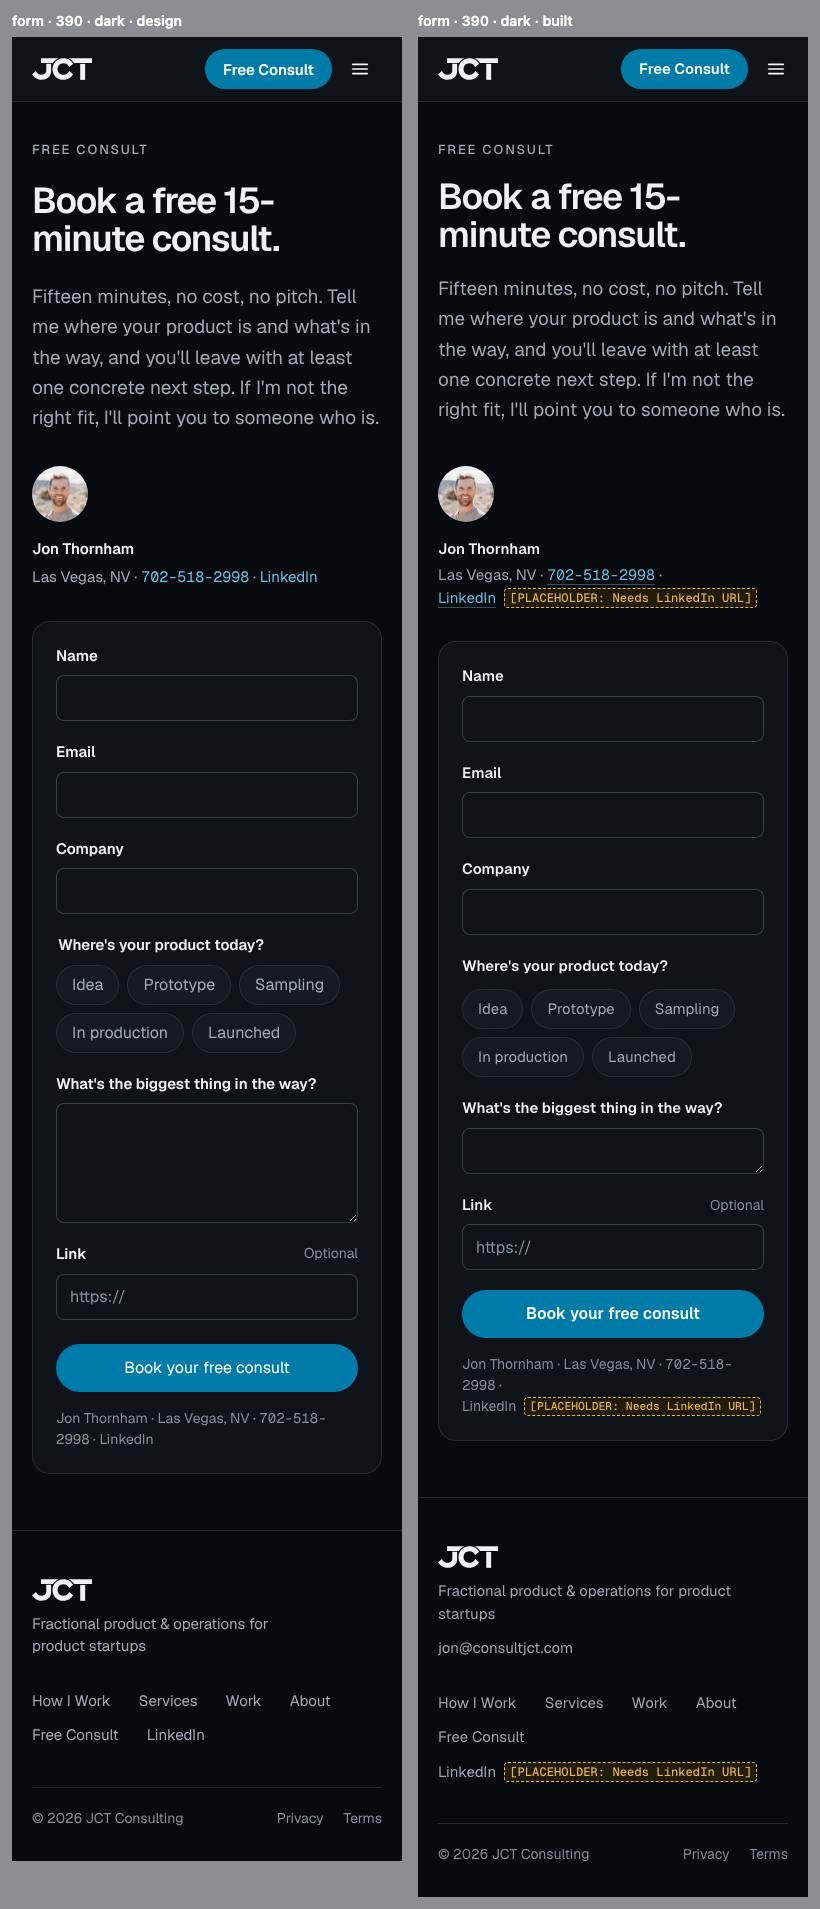 form · 390 · dark · design
JCT
Free Consult
FREE CONSULT
Book a free 15-
minute consult.
Fifteen minutes, no cost, no pitch. Tell
me where your product is and what's in
the way, and you'll leave with at least
one concrete next step. If I'm not the
right fit, I'll point you to someone who is.
Jon Thornham
Las Vegas, NV · 702-518-2998 · LinkedIn
Name
Email
Company
Where's your product today?
Idea
Prototype
Sampling
In production
Launched
What's the biggest thing in the way?
Link
Optional
https://
Book your free consult
Jon Thornham · Las Vegas, NV · 702-518-
2998 · LinkedIn
JCT
Fractional product & operations for
product startups
How I Work
Services
Work
About
Free Consult
LinkedIn
© 2026 JCT Consulting
Privacy
Terms
form · 390 · dark · built
JCT
Free Consult
FREE CONSULT
Book a free 15-
minute consult.
Fifteen minutes, no cost, no pitch. Tell
me where your product is and what's in
the way, and you'll leave with at least
one concrete next step. If I'm not the
right fit, I'll point you to someone who is.
Jon Thornham
Las Vegas, NV · 702-518-2998 ·
LinkedIn [PLACEHOLDER: Needs LinkedIn URL]
Name
Email
Company
Where's your product today?
Idea
Prototype
Sampling
In production
Launched
What's the biggest thing in the way?
Link
Optional
https://
Book your free consult
Jon Thornham · Las Vegas, NV · 702-518-
2998 ·
LinkedIn [PLACEHOLDER: Needs LinkedIn URL]
JCT
Fractional product & operations for product
startups
jon@consultjct.com
How I Work
Services
Work
About
Free Consult
LinkedIn [PLACEHOLDER: Needs LinkedIn URL]
© 2026 JCT Consulting
Privacy
Terms